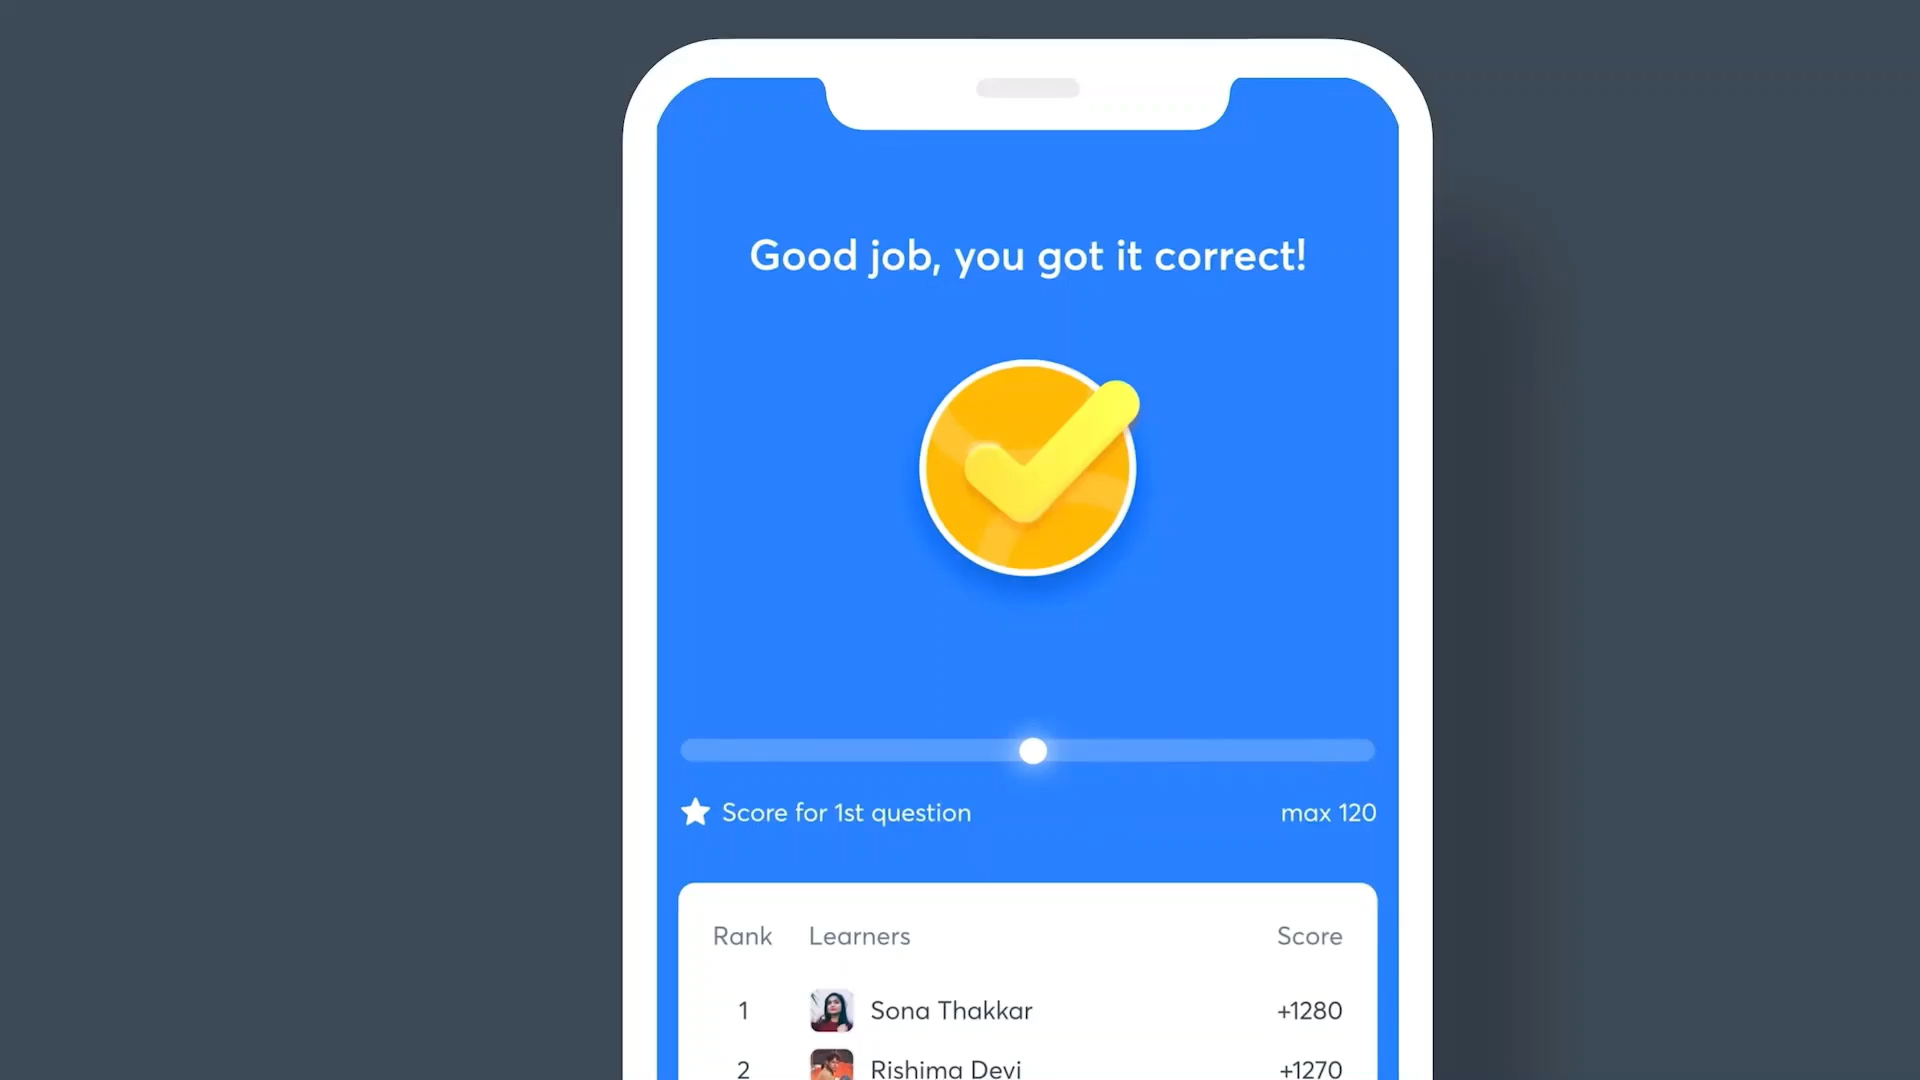 Good job, you got it correct!
Score for 1st question max 120
Rank Learners Score
1 Sona Thakkar +1280
2 Rishima Devi +1270